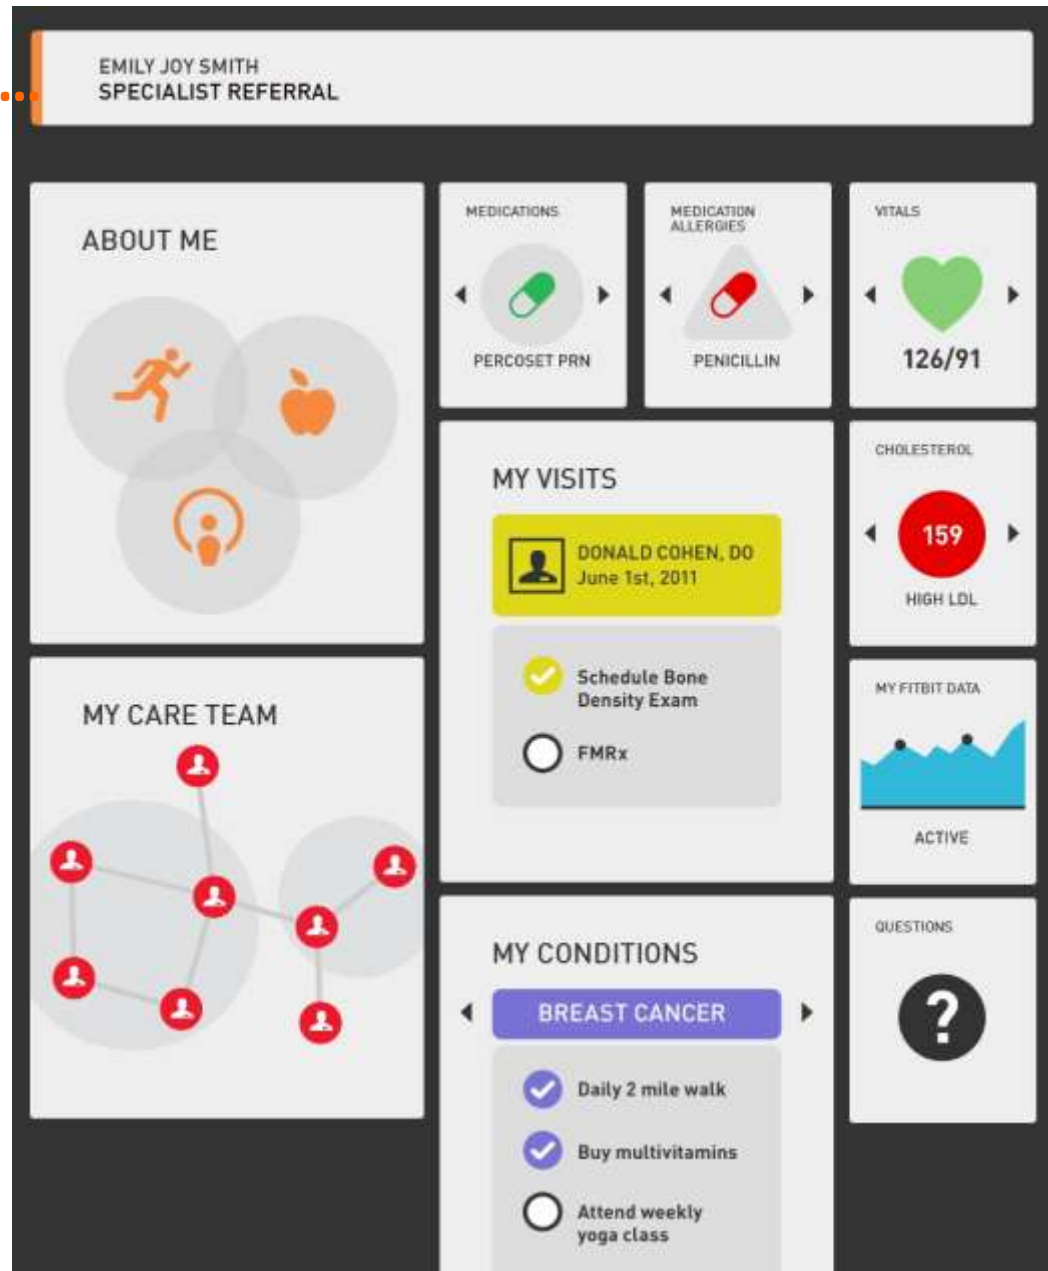 EMILY JOY SMITH
SPECIALIST REFERRAL
ABOUT ME
MEDICATIONS
PERCOSET PRN
MEDICATION
ALLERGIES
PENICILLIN
VITALS
126/91
MY VISITS
DONALD COHEN, DO
June 1st, 2011
Schedule Bone
Density Exam
FMRx
CHOLESTEROL
159
HIGH LDL
MY CARE TEAM
MY FITBIT DATA
ACTIVE
MY CONDITIONS
BREAST CANCER
Daily 2 mile walk
Buy multivitamins
Attend weekly
yoga class
QUESTIONS
?